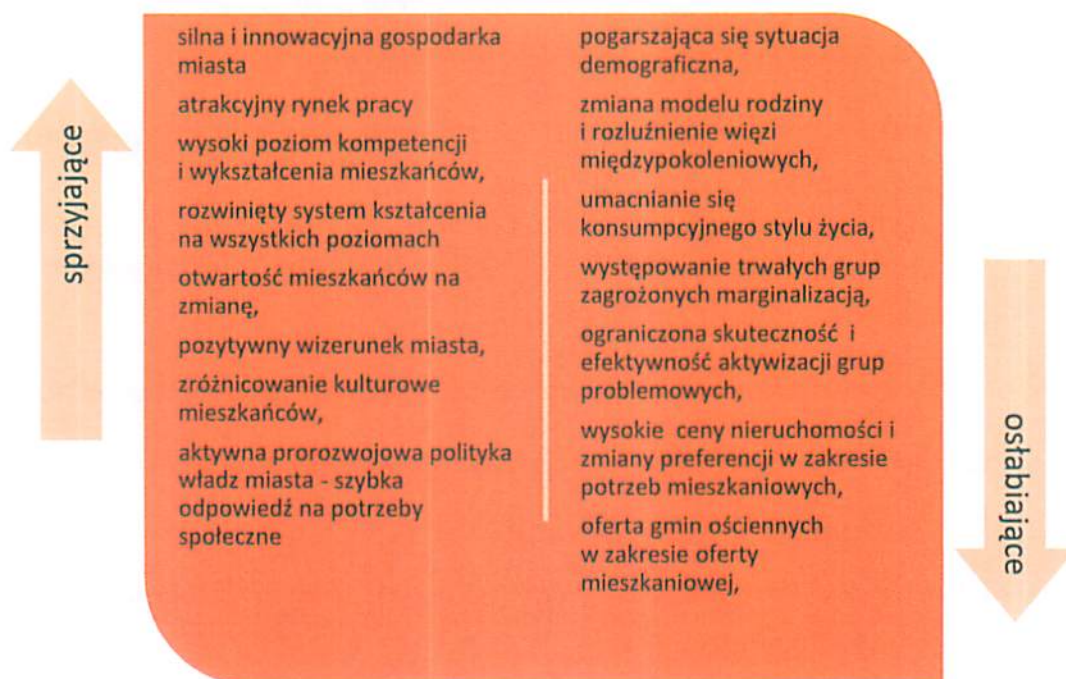 sprzyjające
silna i innowacyjna gospodarka
miasta
atrakcyjny rynek pracy
wysoki poziom kompetencji
i wykształcenia mieszkańców,
rozwinięty system kształcenia
na wszystkich poziomach
otwartość mieszkańców na
zmianę,
pozytywny wizerunek miasta,
zróżnicowanie kulturowe
mieszkańców,
aktywna prorozwojowa polityka
władz miasta - szybka
odpowiedź na potrzeby
społeczne
pogarszająca się sytuacja
demograficzna,
zmiana modelu rodziny
i rozluźnienie więzi
międzypokoleniowych,
umacnianie się
konsumpcyjnego stylu życia,
występowanie trwałych grup
zagrożonych marginalizacją,
ograniczona skuteczność i
efektywność aktywizacji grup
problemowych,
wysokie ceny nieruchomości i
zmiany preferencji w zakresie
potrzeb mieszkaniowych,
oferta gmin ościennych
w zakresie oferty
mieszkaniowej,
osłabiające